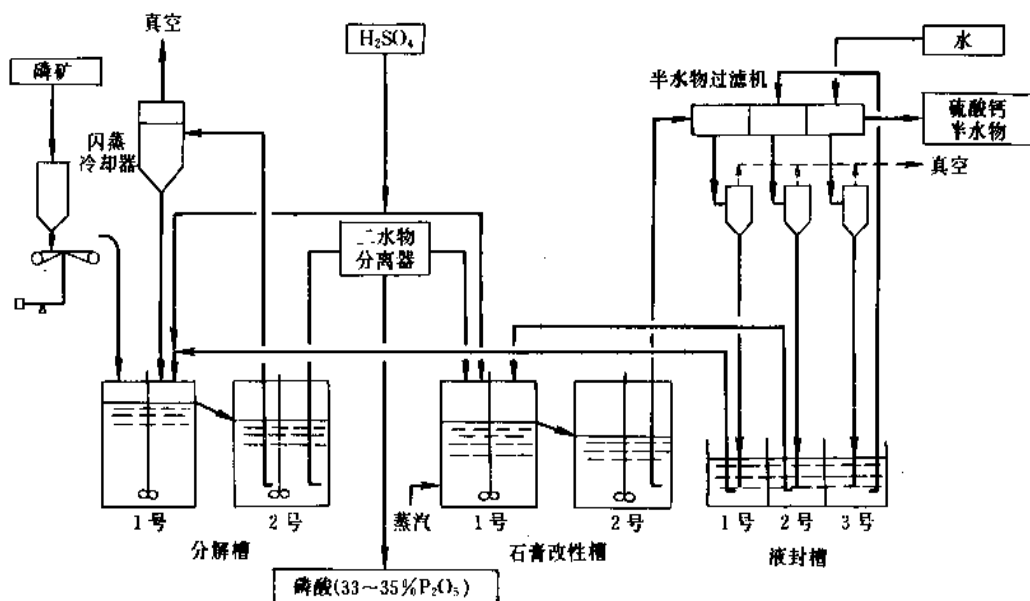 真空
H₂SO₄
水
磷矿
半水物过滤机
硫酸钙
半水物
闪蒸
冷却器
真空
二水物
分离器
蒸汽
1号
2号
1号
2号
1号
2号
3号
分解槽
石膏改性槽
液封槽
磷酸(33~35%P₂O₅)